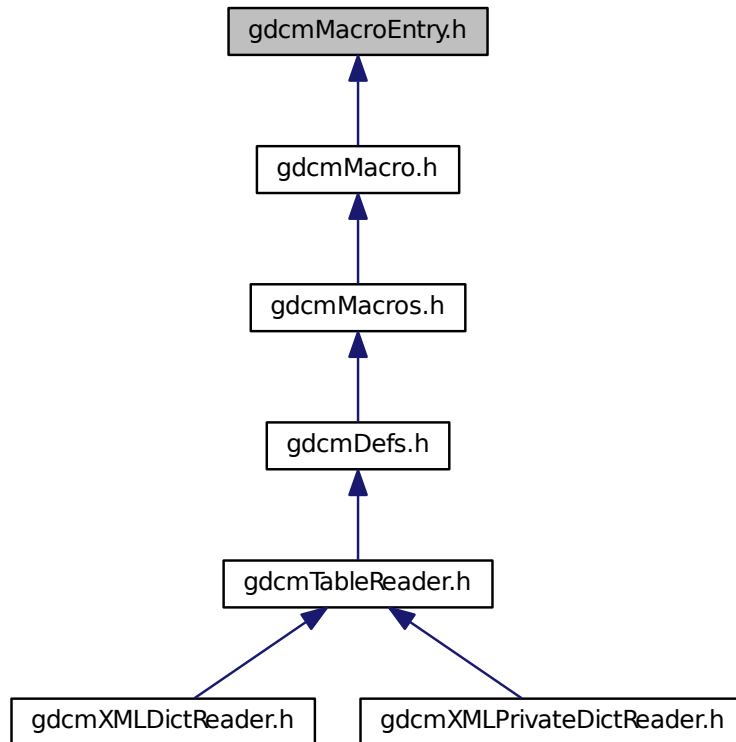 gdcmMacroEntry.h
gdcmMacro.h
gdcmMacros.h
gdcmDefs.h
gdcmTableReader.h
gdcmXMLDictReader.h
gdcmXMLPrivateDictReader.h